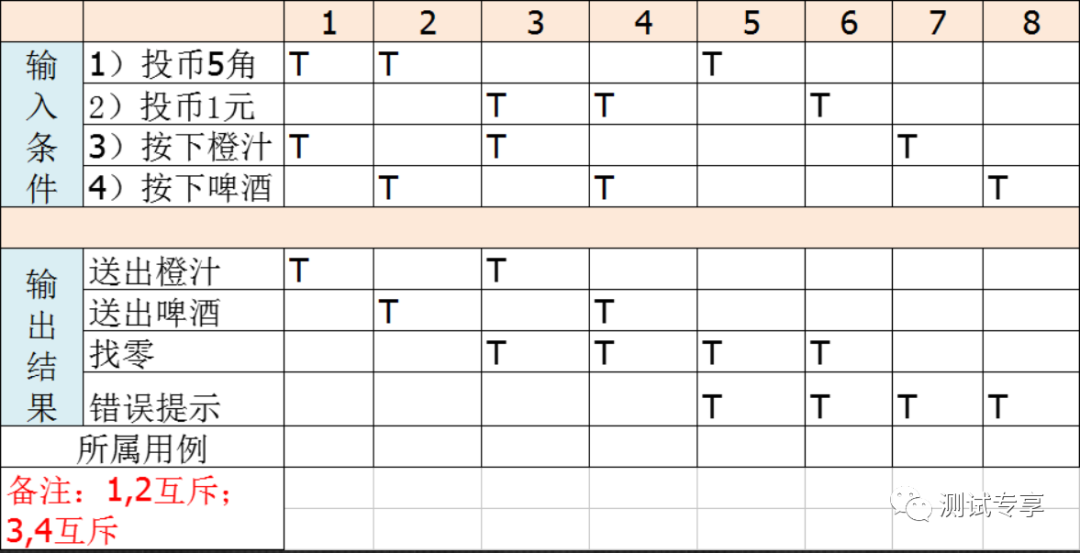 1 2 3 4 5 6 7 8
输入条件
1）投币5角 T T T
2）投币1元 T T T
3）按下橙汁 T T T
4）按下啤酒 T T T
输出结果
送出橙汁 T T
送出啤酒 T T
找零 T T T T
错误提示 T T T T
所属用例
备注：1,2互斥；
3,4互斥
测试专享